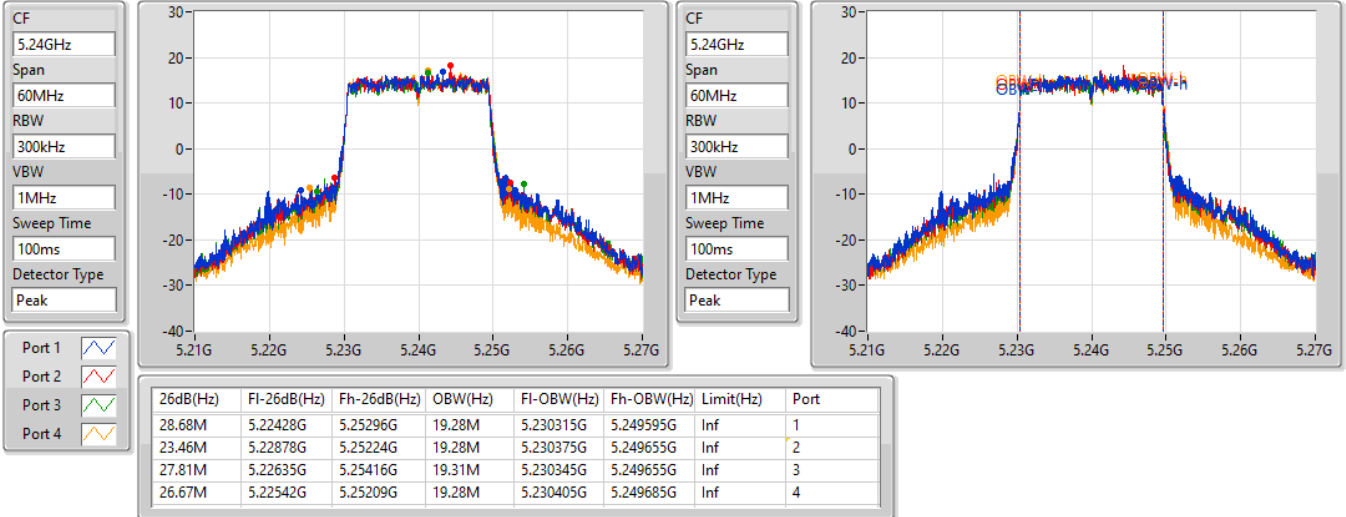 CF
5.24GHz
Span
60MHz
RBW
300kHz
VBW
1MHz
Sweep Time
100ms
Detector Type
Peak
30
20
10
0
-10
-20
-30
-40
5.21G 5.22G 5.23G 5.24G 5.25G 5.26G 5.27G
CF
5.24GHz
Span
60MHz
RBW
300kHz
VBW
1MHz
Sweep Time
100ms
Detector Type
Peak
30
20
10
0
-10
-20
-30
-40
5.21G 5.22G 5.23G 5.24G 5.25G 5.26G 5.27G
Port 1
Port 2
Port 3
Port 4
26dB(Hz) Fl-26dB(Hz) Fh-26dB(Hz) OBW(Hz) Fl-OBW(Hz) Fh-OBW(Hz) Limit(Hz) Port
28.68M 5.22428G 5.25296G 19.28M 5.230315G 5.249595G Inf 1
23.46M 5.22878G 5.25224G 19.28M 5.230375G 5.249655G Inf 2
27.81M 5.22635G 5.25416G 19.31M 5.230345G 5.249655G Inf 3
26.67M 5.22542G 5.25209G 19.28M 5.230405G 5.249685G Inf 4